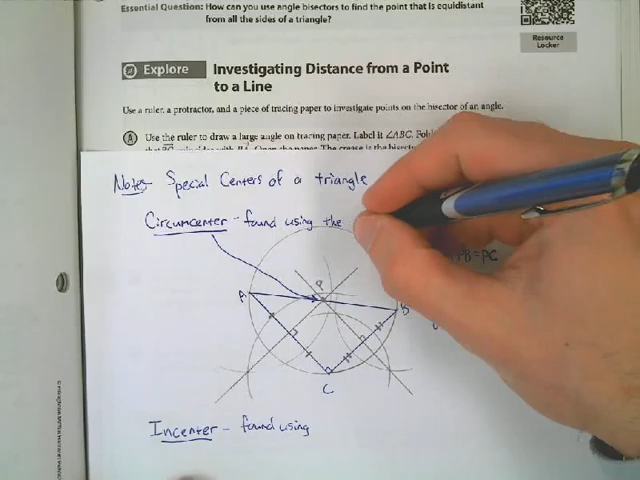 Essential Question: How can you use angle bisectors to find the point that is equidistant
from all the sides of a triangle?
Resource
Locker
Explore Investigating Distance from a Point
to a Line
Use a ruler, a protractor, and a piece of tracing paper to investigate points on the bisector of an angle.
A Use the ruler to draw a large angle on tracing paper. Label it ∠ABC.
Notes - Special Centers of a triangle
Circumcenter - found using the
PB = PC
P
A
B
C
Incenter - found using